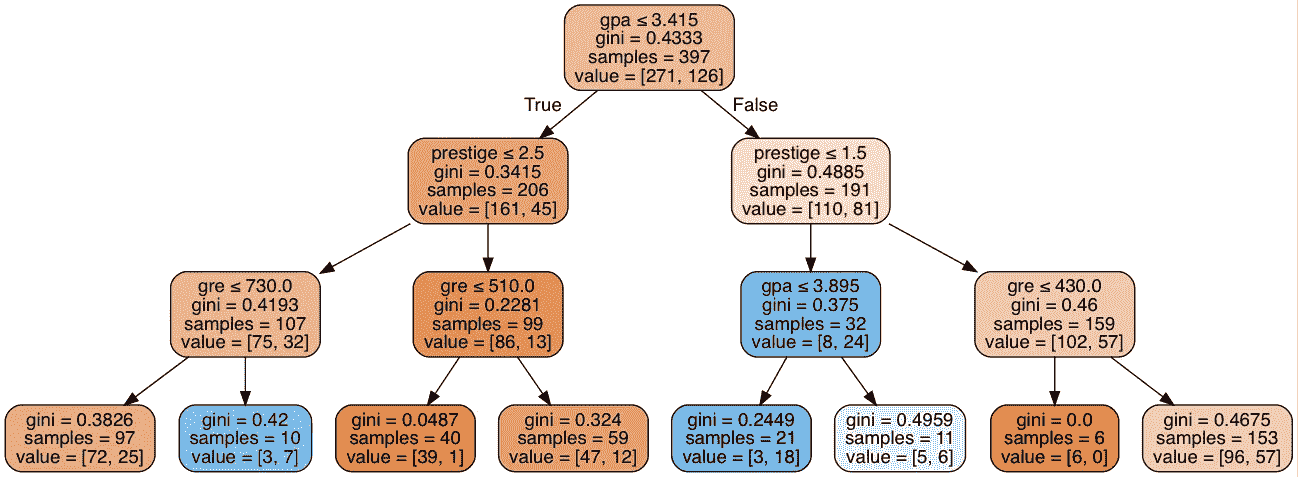 gpa ≤ 3.415
gini = 0.4333
samples = 397
value = [271, 126]
True
False
prestige ≤ 2.5
gini = 0.3415
samples = 206
value = [161, 45]
prestige ≤ 1.5
gini = 0.4885
samples = 191
value = [110, 81]
gre ≤ 730.0
gini = 0.4193
samples = 107
value = [75, 32]
gre ≤ 510.0
gini = 0.2281
samples = 99
value = [86, 13]
gpa ≤ 3.895
gini = 0.375
samples = 32
value = [8, 24]
gre ≤ 430.0
gini = 0.46
samples = 159
value = [102, 57]
gini = 0.3826
samples = 97
value = [72, 25]
gini = 0.42
samples = 10
value = [3, 7]
gini = 0.0487
samples = 40
value = [39, 1]
gini = 0.324
samples = 59
value = [47, 12]
gini = 0.2449
samples = 21
value = [3, 18]
gini = 0.4959
samples = 11
value = [5, 6]
gini = 0.0
samples = 6
value = [6, 0]
gini = 0.4675
samples = 153
value = [96, 57]